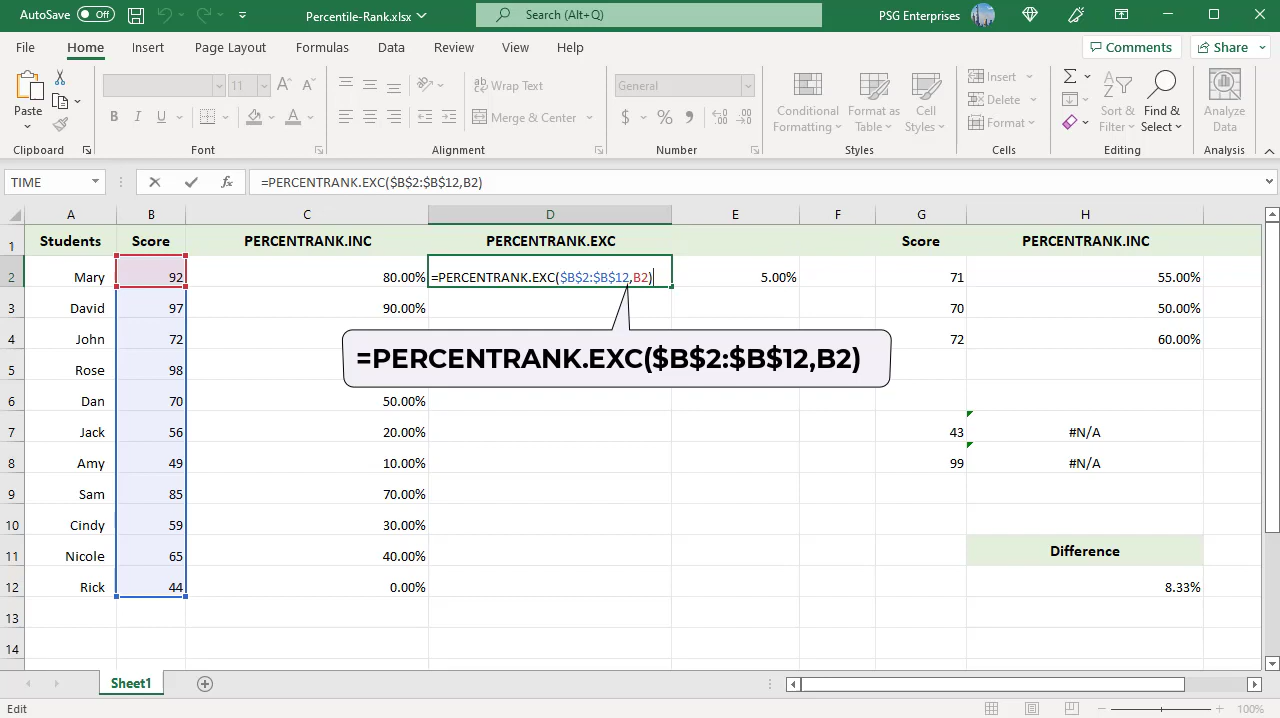 AutoSave Off Percentile-Rank.xlsx Search (Alt+Q) PSG Enterprises
File Home Insert Page Layout Formulas Data Review View Help Comments Share
Paste 11 Wrap Text General Conditional Formatting Format as Table Cell Styles Insert Sort & Filter Find & Select Analyze Data
B I U Merge & Center $ % Delete
Format
Clipboard Font Alignment Number Styles Cells Editing Analysis
TIME fx =PERCENTRANK.EXC($B$2:$B$12,B2)
A B C D E F G H
1 Students Score PERCENTRANK.INC PERCENTRANK.EXC Score PERCENTRANK.INC
2 Mary 92 80.00% =PERCENTRANK.EXC($B$2:$B$12,B2) 5.00% 71 55.00%
3 David 97 90.00% 70 50.00%
4 John 72 72 60.00%
=PERCENTRANK.EXC($B$2:$B$12,B2)
5 Rose 98
6 Dan 70 50.00%
7 Jack 56 20.00% 43 #N/A
8 Amy 49 10.00% 99 #N/A
9 Sam 85 70.00%
10 Cindy 59 30.00%
11 Nicole 65 40.00% Difference
12 Rick 44 0.00% 8.33%
13
14
Sheet1
Edit 100%